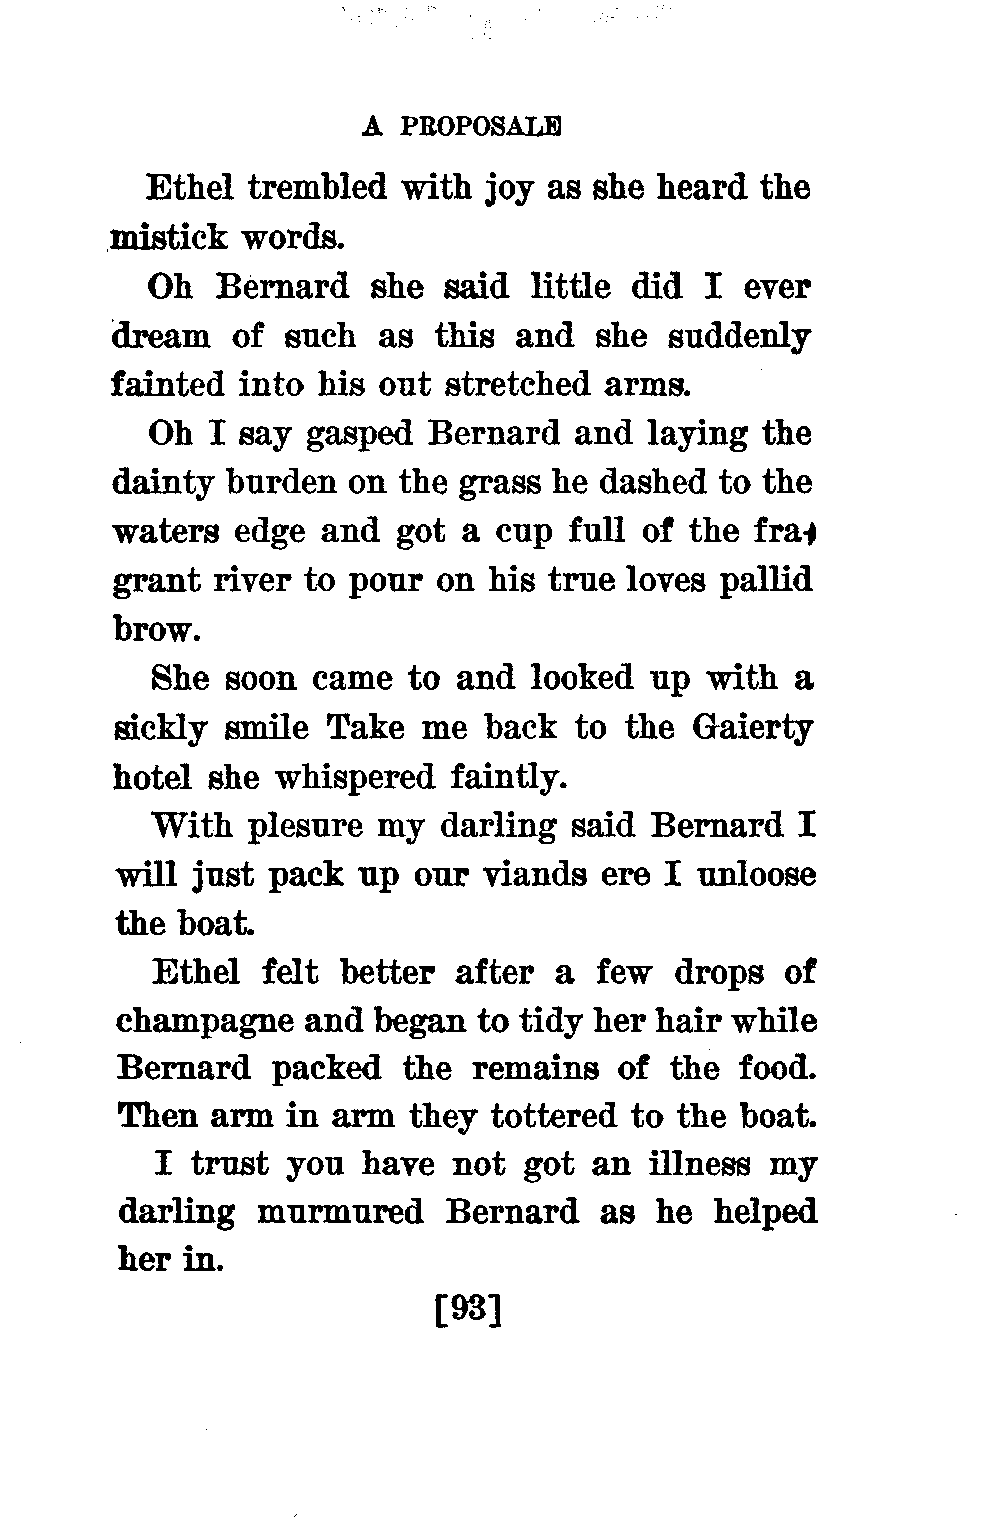 A PROPOSALE
Ethel trembled with joy as she heard the
mistick words.
Oh Bernard she said little did I ever
dream of such as this and she suddenly
fainted into his out stretched arms.
Oh I say gasped Bernard and laying the
dainty burden on the grass he dashed to the
waters edge and got a cup full of the fra-
grant river to pour on his true loves pallid
brow.
She soon came to and looked up with a
sickly smile Take me back to the Gaierty
hotel she whispered faintly.
With plesure my darling said Bernard I
will just pack up our viands ere I unloose
the boat.
Ethel felt better after a few drops of
champagne and began to tidy her hair while
Bernard packed the remains of the food.
Then arm in arm they tottered to the boat.
I trust you have not got an illness my
darling murmured Bernard as he helped
her in.
[93]